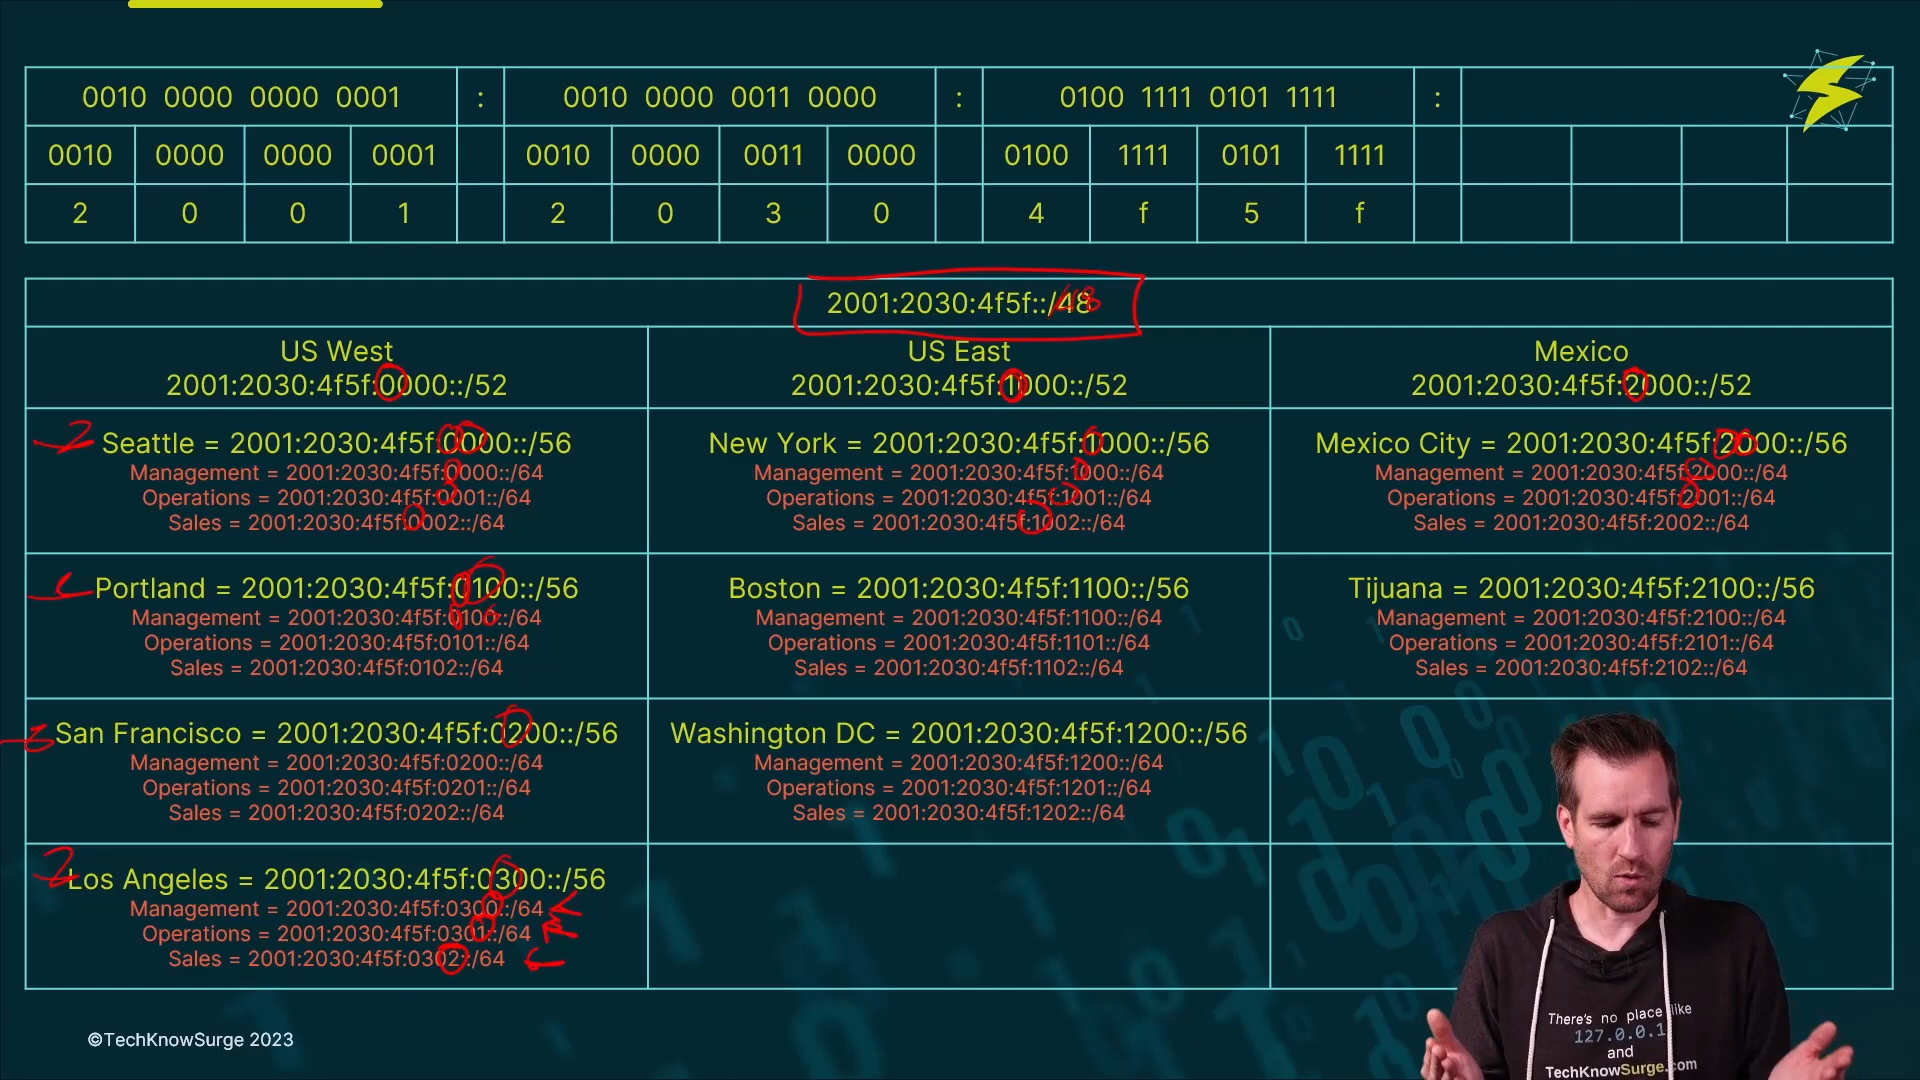 0010 0000 0000 0001 : 0010 0000 0011 0000 : 0100 1111 0101 1111 :
0010 0000 0000 0001 0010 0000 0011 0000 0100 1111 0101 1111
2 0 0 1 2 0 3 0 4 f 5 f
2001:2030:4f5f::/48
US West
2001:2030:4f5f:0000::/52
US East
2001:2030:4f5f:1000::/52
Mexico
2001:2030:4f5f:2000::/52
Seattle = 2001:2030:4f5f:0000::/56
Management = 2001:2030:4f5f:0000::/64
Operations = 2001:2030:4f5f:0001::/64
Sales = 2001:2030:4f5f:0002::/64
New York = 2001:2030:4f5f:1000::/56
Management = 2001:2030:4f5f:1000::/64
Operations = 2001:2030:4f5f:1001::/64
Sales = 2001:2030:4f5f:1002::/64
Mexico City = 2001:2030:4f5f:2000::/56
Management = 2001:2030:4f5f:2000::/64
Operations = 2001:2030:4f5f:2001::/64
Sales = 2001:2030:4f5f:2002::/64
Portland = 2001:2030:4f5f:0100::/56
Management = 2001:2030:4f5f:0100::/64
Operations = 2001:2030:4f5f:0101::/64
Sales = 2001:2030:4f5f:0102::/64
Boston = 2001:2030:4f5f:1100::/56
Management = 2001:2030:4f5f:1100::/64
Operations = 2001:2030:4f5f:1101::/64
Sales = 2001:2030:4f5f:1102::/64
Tijuana = 2001:2030:4f5f:2100::/56
Management = 2001:2030:4f5f:2100::/64
Operations = 2001:2030:4f5f:2101::/64
Sales = 2001:2030:4f5f:2102::/64
San Francisco = 2001:2030:4f5f:0200::/56
Management = 2001:2030:4f5f:0200::/64
Operations = 2001:2030:4f5f:0201::/64
Sales = 2001:2030:4f5f:0202::/64
Washington DC = 2001:2030:4f5f:1200::/56
Management = 2001:2030:4f5f:1200::/64
Operations = 2001:2030:4f5f:1201::/64
Sales = 2001:2030:4f5f:1202::/64
Los Angeles = 2001:2030:4f5f:0300::/56
Management = 2001:2030:4f5f:0300::/64
Operations = 2001:2030:4f5f:0301::/64
Sales = 2001:2030:4f5f:0302::/64
There's no place like
127.0.0.1
and
TechKnowSurge.com
©TechKnowSurge 2023